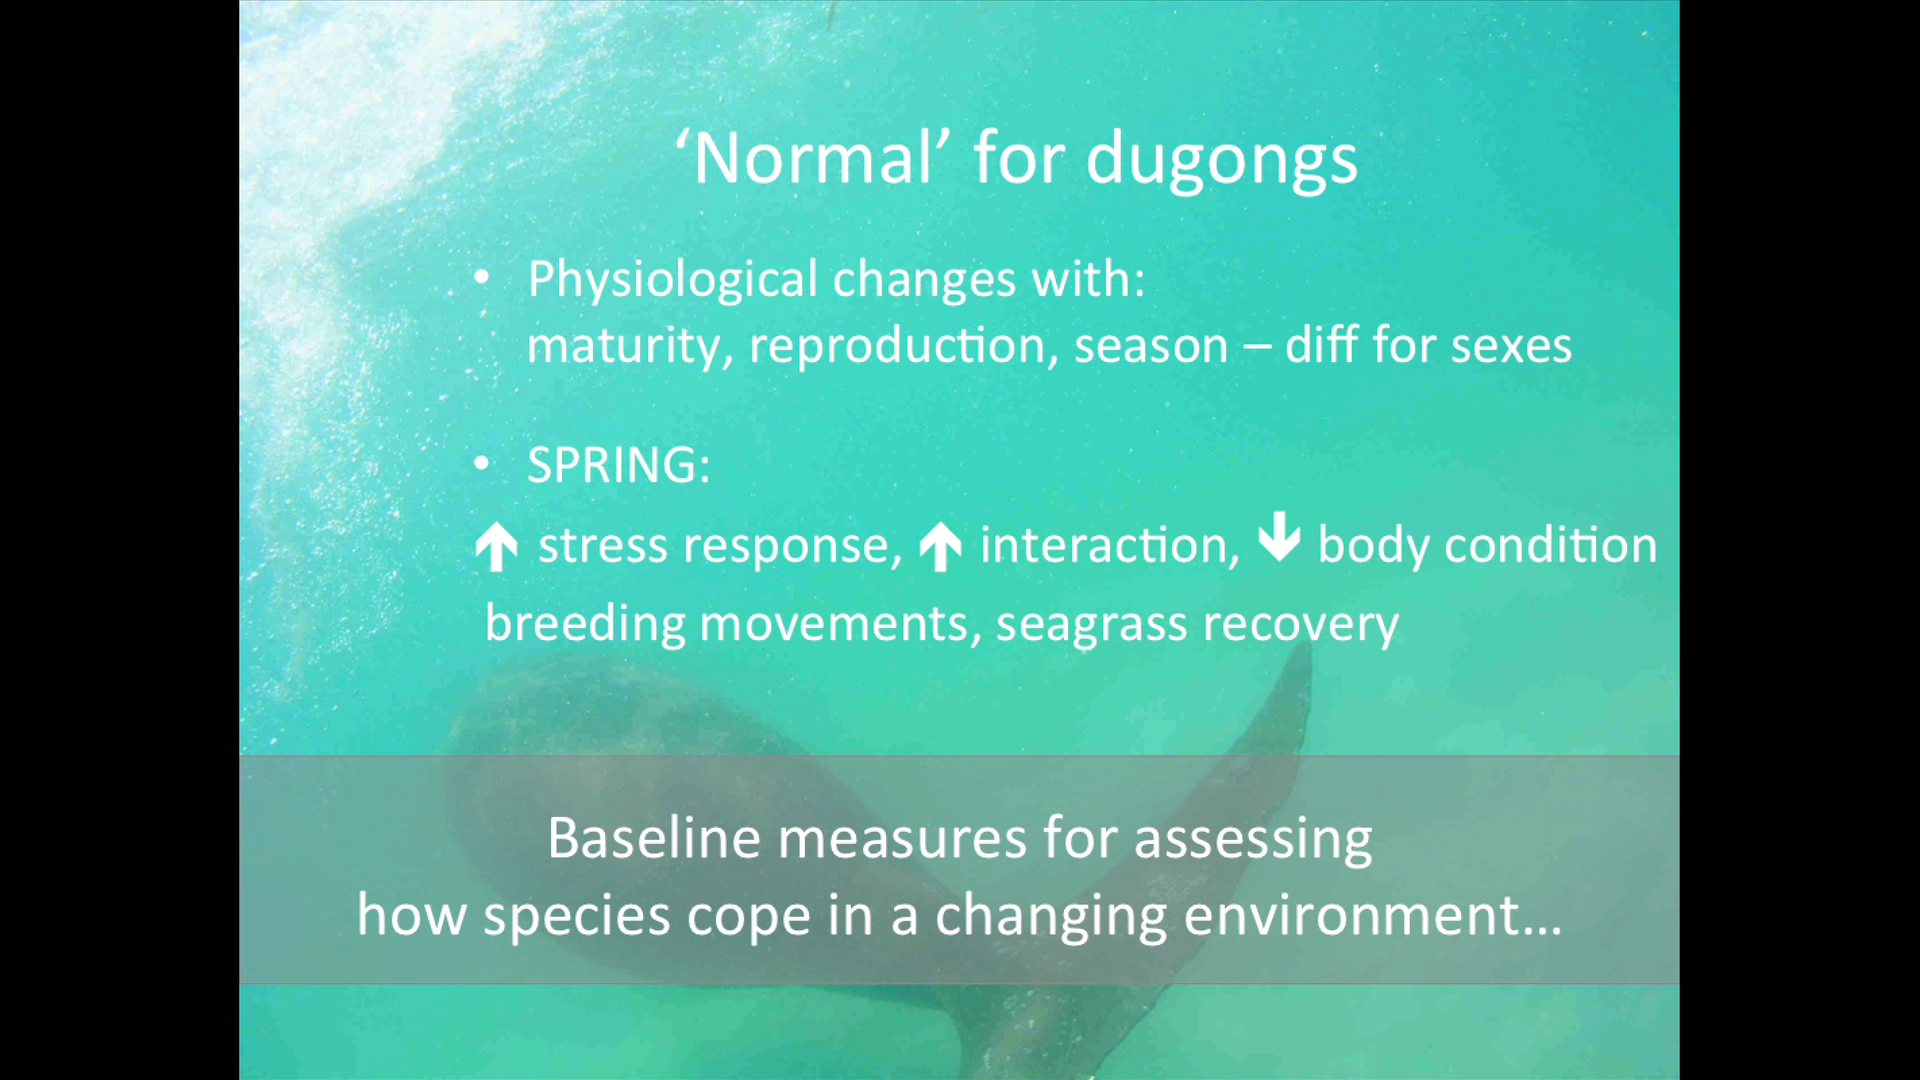 ‘Normal’ for dugongs
• Physiological changes with:
maturity, reproduction, season – diff for sexes
• SPRING:
🡹 stress response, 🡹 interaction, 🡻 body condition
breeding movements, seagrass recovery
Baseline measures for assessing
how species cope in a changing environment...